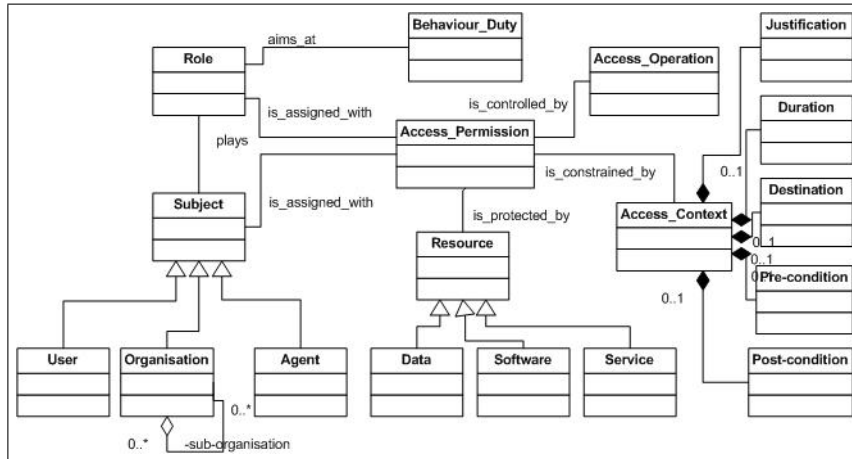 Behaviour_Duty
Justification
aims_at
Role
Access_Operation
Duration
is_controlled_by
is_assigned_with
Access_Permission
plays
is_constrained_by
0..1
Destination
Subject
is_assigned_with
Access_Context
is_protected_by
Resource
0..1
0..1
Pre-condition
0..1
User
Organisation
Agent
Data
Software
Service
Post-condition
0..*
0..*
-sub-organisation